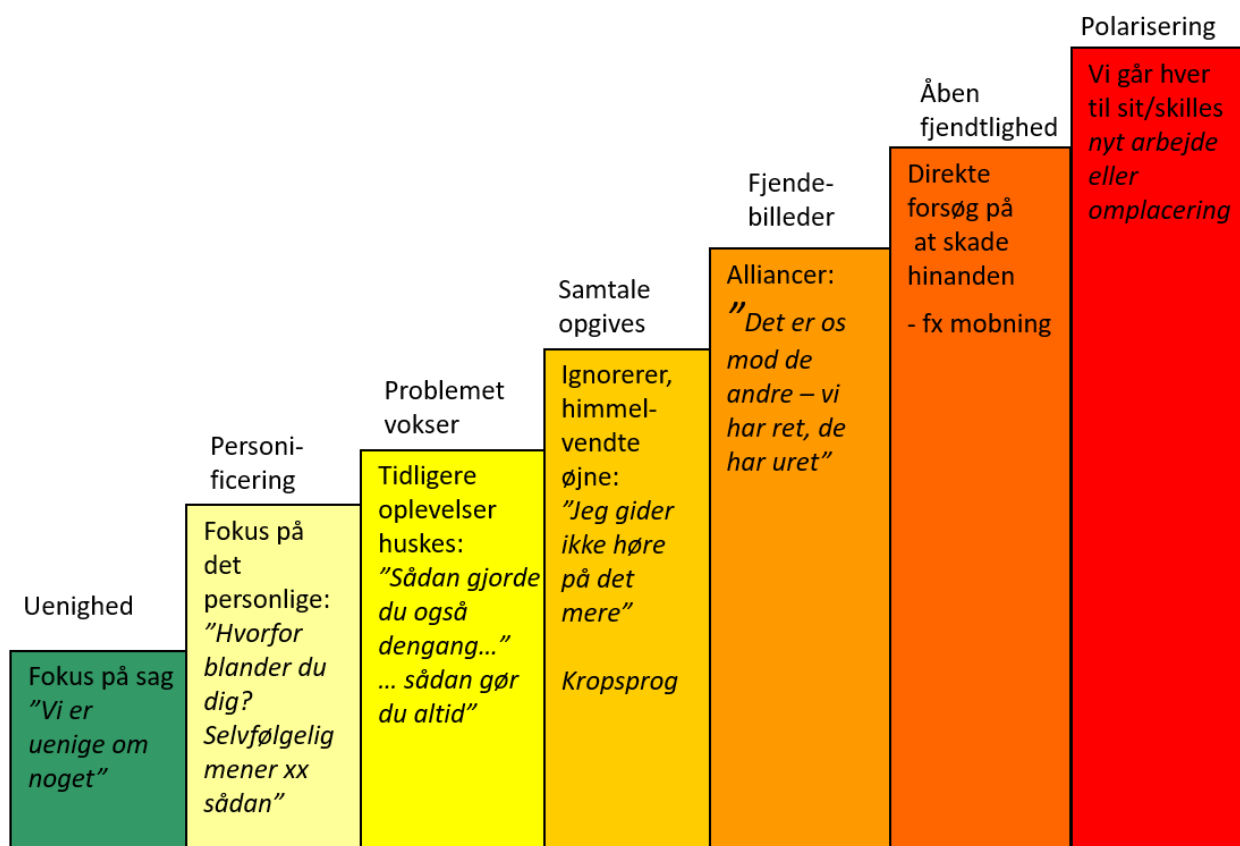 Uenighed
Fokus på sag
”Vi er
uenige om
noget”
Personi-
ficering
Fokus på
det
personlige:
”Hvorfor
blander du
dig?
Selvfølgelig
mener xx
sådan”
Problemet
vokser
Tidligere
oplevelser
huskes:
”Sådan gjorde
du også
dengang…”
… sådan gør
du altid”
Samtale
opgives
Ignorerer,
himmel-
vendte
øjne:
”Jeg gider
ikke høre
på det
mere”
Kropsprog
Fjende-
billeder
Alliancer:
”Det er os
mod de
andre – vi
har ret, de
har uret”
Åben
fjendtlighed
Direkte
forsøg på
at skade
hinanden
- fx mobning
Polarisering
Vi går hver
til sit/skilles
nyt arbejde
eller
omplacering